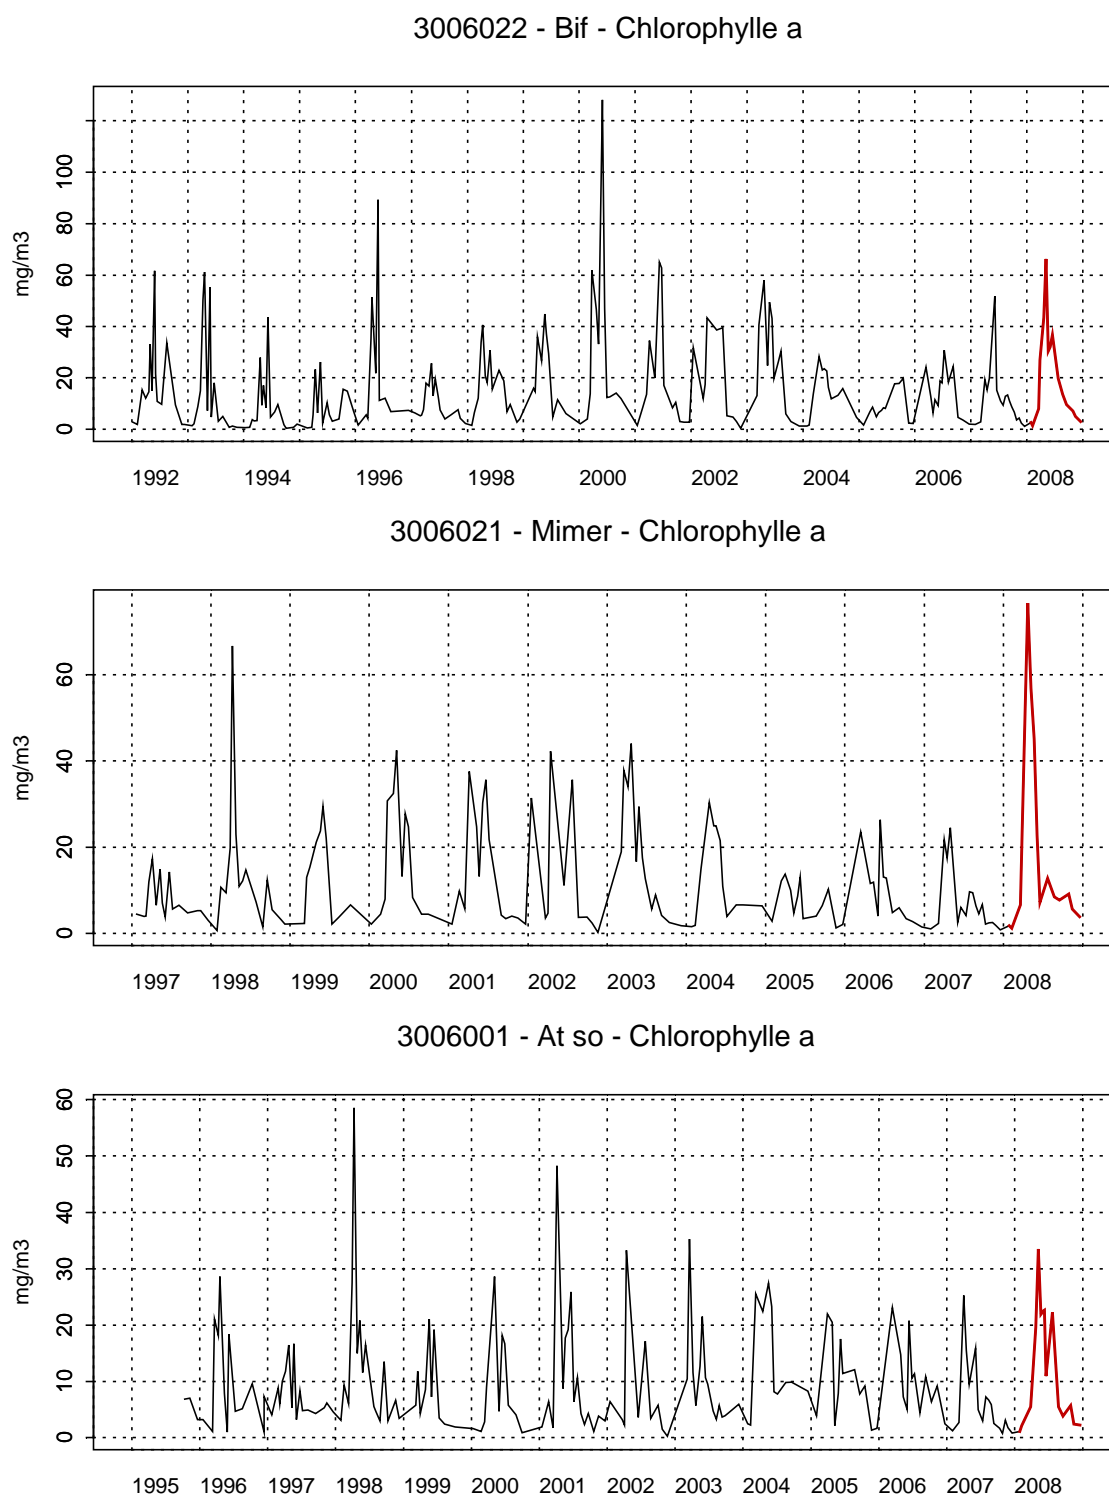 3006022 - Bif - Chlorophylle a
mg/m3
100
80
60
40
20
0
1992 1994 1996 1998 2000 2002 2004 2006 2008
3006021 - Mimer - Chlorophylle a
mg/m3
60
40
20
0
1997 1998 1999 2000 2001 2002 2003 2004 2005 2006 2007 2008
3006001 - At so - Chlorophylle a
mg/m3
60
50
40
30
20
10
0
1995 1996 1997 1998 1999 2000 2001 2002 2003 2004 2005 2006 2007 2008